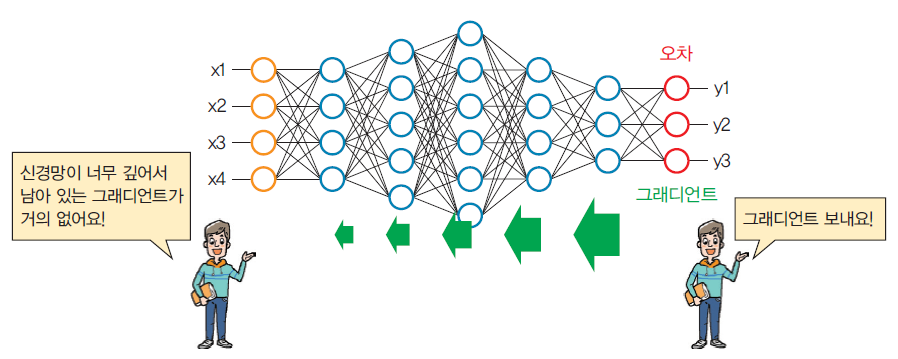 오차
x1
y1
x2
y2
x3
y3
x4
신경망이 너무 깊어서
남아 있는 그래디언트가
거의 없어요!
그래디언트
그래디언트 보내요!